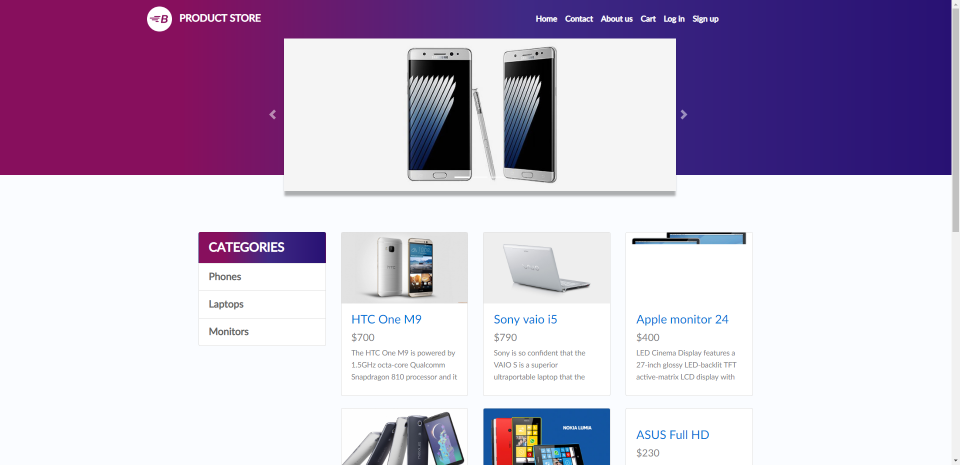 PRODUCT STORE
Home Contact About us Cart Log in Sign up
CATEGORIES
Phones
Laptops
Monitors
HTC One M9
$700
The HTC One M9 is powered by
1.5GHz octa-core Qualcomm
Snapdragon 810 processor and it
Sony vaio i5
$790
Sony is so confident that the
VAIO S is a superior
ultraportable laptop that the
Apple monitor 24
$400
LED Cinema Display features a
27-inch glossy LED-backlit TFT
active-matrix LCD display with
NOKIA LUMIA
ASUS Full HD
$230